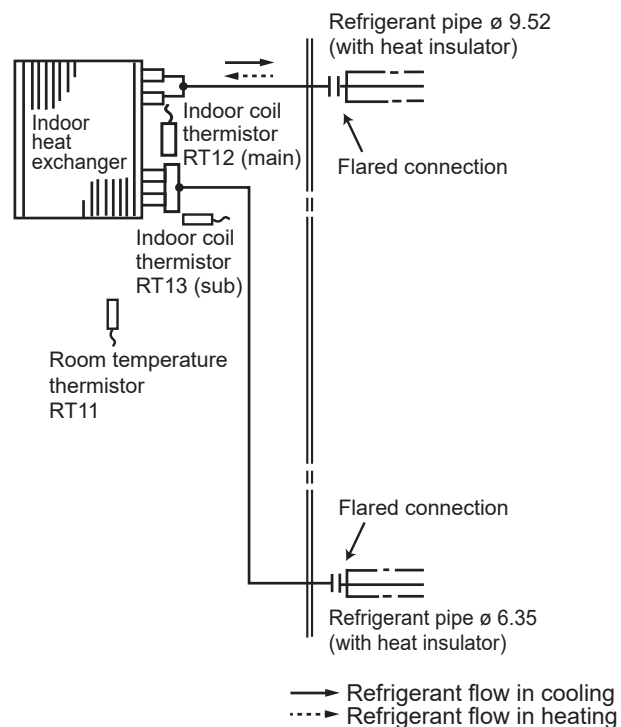 Refrigerant pipe ø 9.52
(with heat insulator)
Indoor
heat
exchanger
Indoor coil
thermistor
RT12 (main)
Flared connection
Indoor coil
thermistor
RT13 (sub)
Room temperature
thermistor
RT11
Flared connection
Refrigerant pipe ø 6.35
(with heat insulator)
Refrigerant flow in cooling
Refrigerant flow in heating